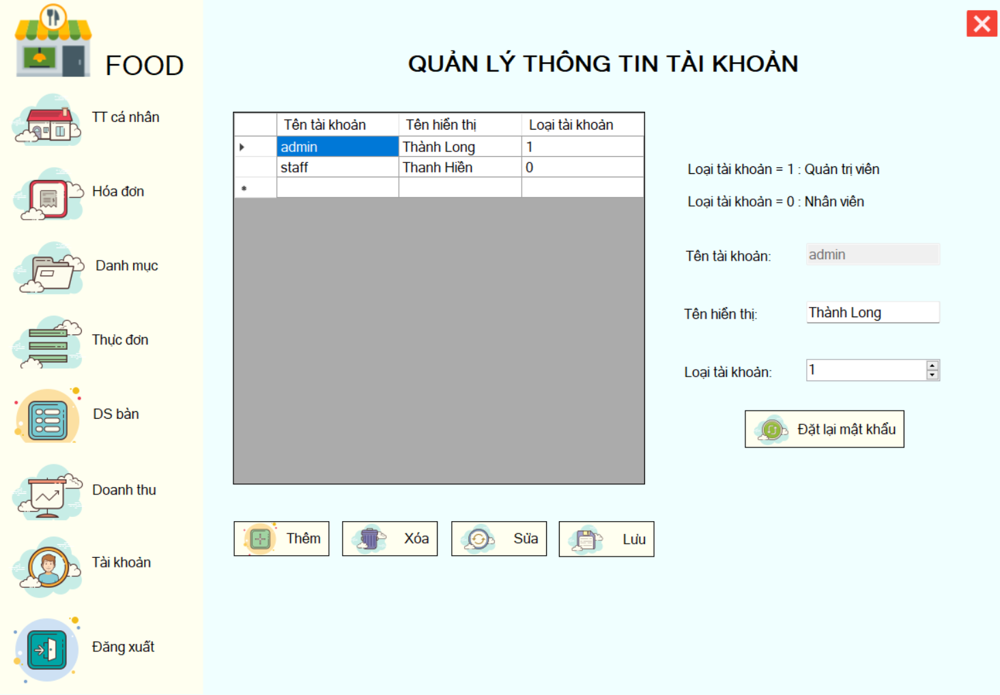 FOOD
TT cá nhân
Hóa đơn
Danh mục
Thực đơn
DS bàn
Doanh thu
Tài khoản
Đăng xuất
QUẢN LÝ THÔNG TIN TÀI KHOẢN
Tên tài khoản Tên hiển thị Loại tài khoản
admin Thành Long 1
staff Thanh Hiền 0
Loại tài khoản = 1 : Quản trị viên
Loại tài khoản = 0 : Nhân viên
Tên tài khoản: admin
Tên hiển thị: Thành Long
Loại tài khoản: 1
Đặt lại mật khẩu
Thêm Xóa Sửa Lưu